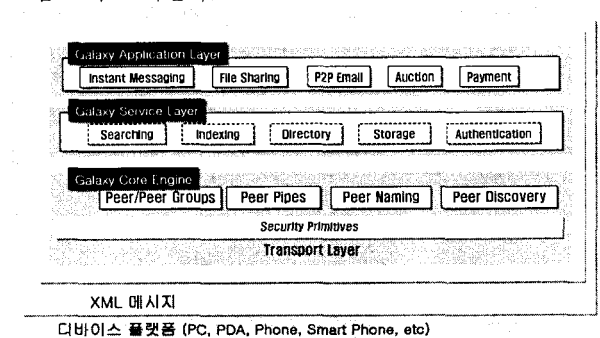 Galaxy Application Layer
Instant Messaging File Sharing P2P Email Auction Payment
Galaxy Service Layer
Searching Indexing Directory Storage Authentication
Galaxy Core Engine
Peer/Peer Groups Peer Pipes Peer Naming Peer Discovery
Security Primitives
Transport Layer
XML 메시지
디바이스 플랫폼 (PC, PDA, Phone, Smart Phone, etc)